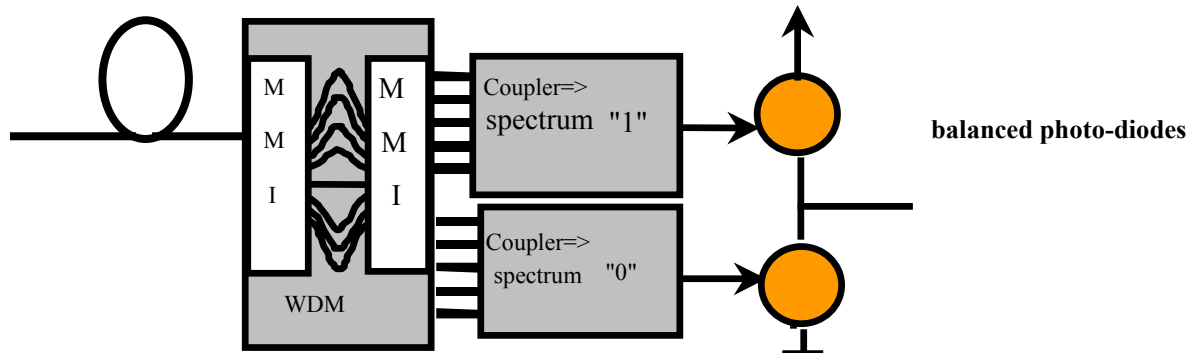 M
M
I
M
M
I
WDM
Coupler=>
spectrum "1"
Coupler=>
spectrum "0"
balanced photo-diodes